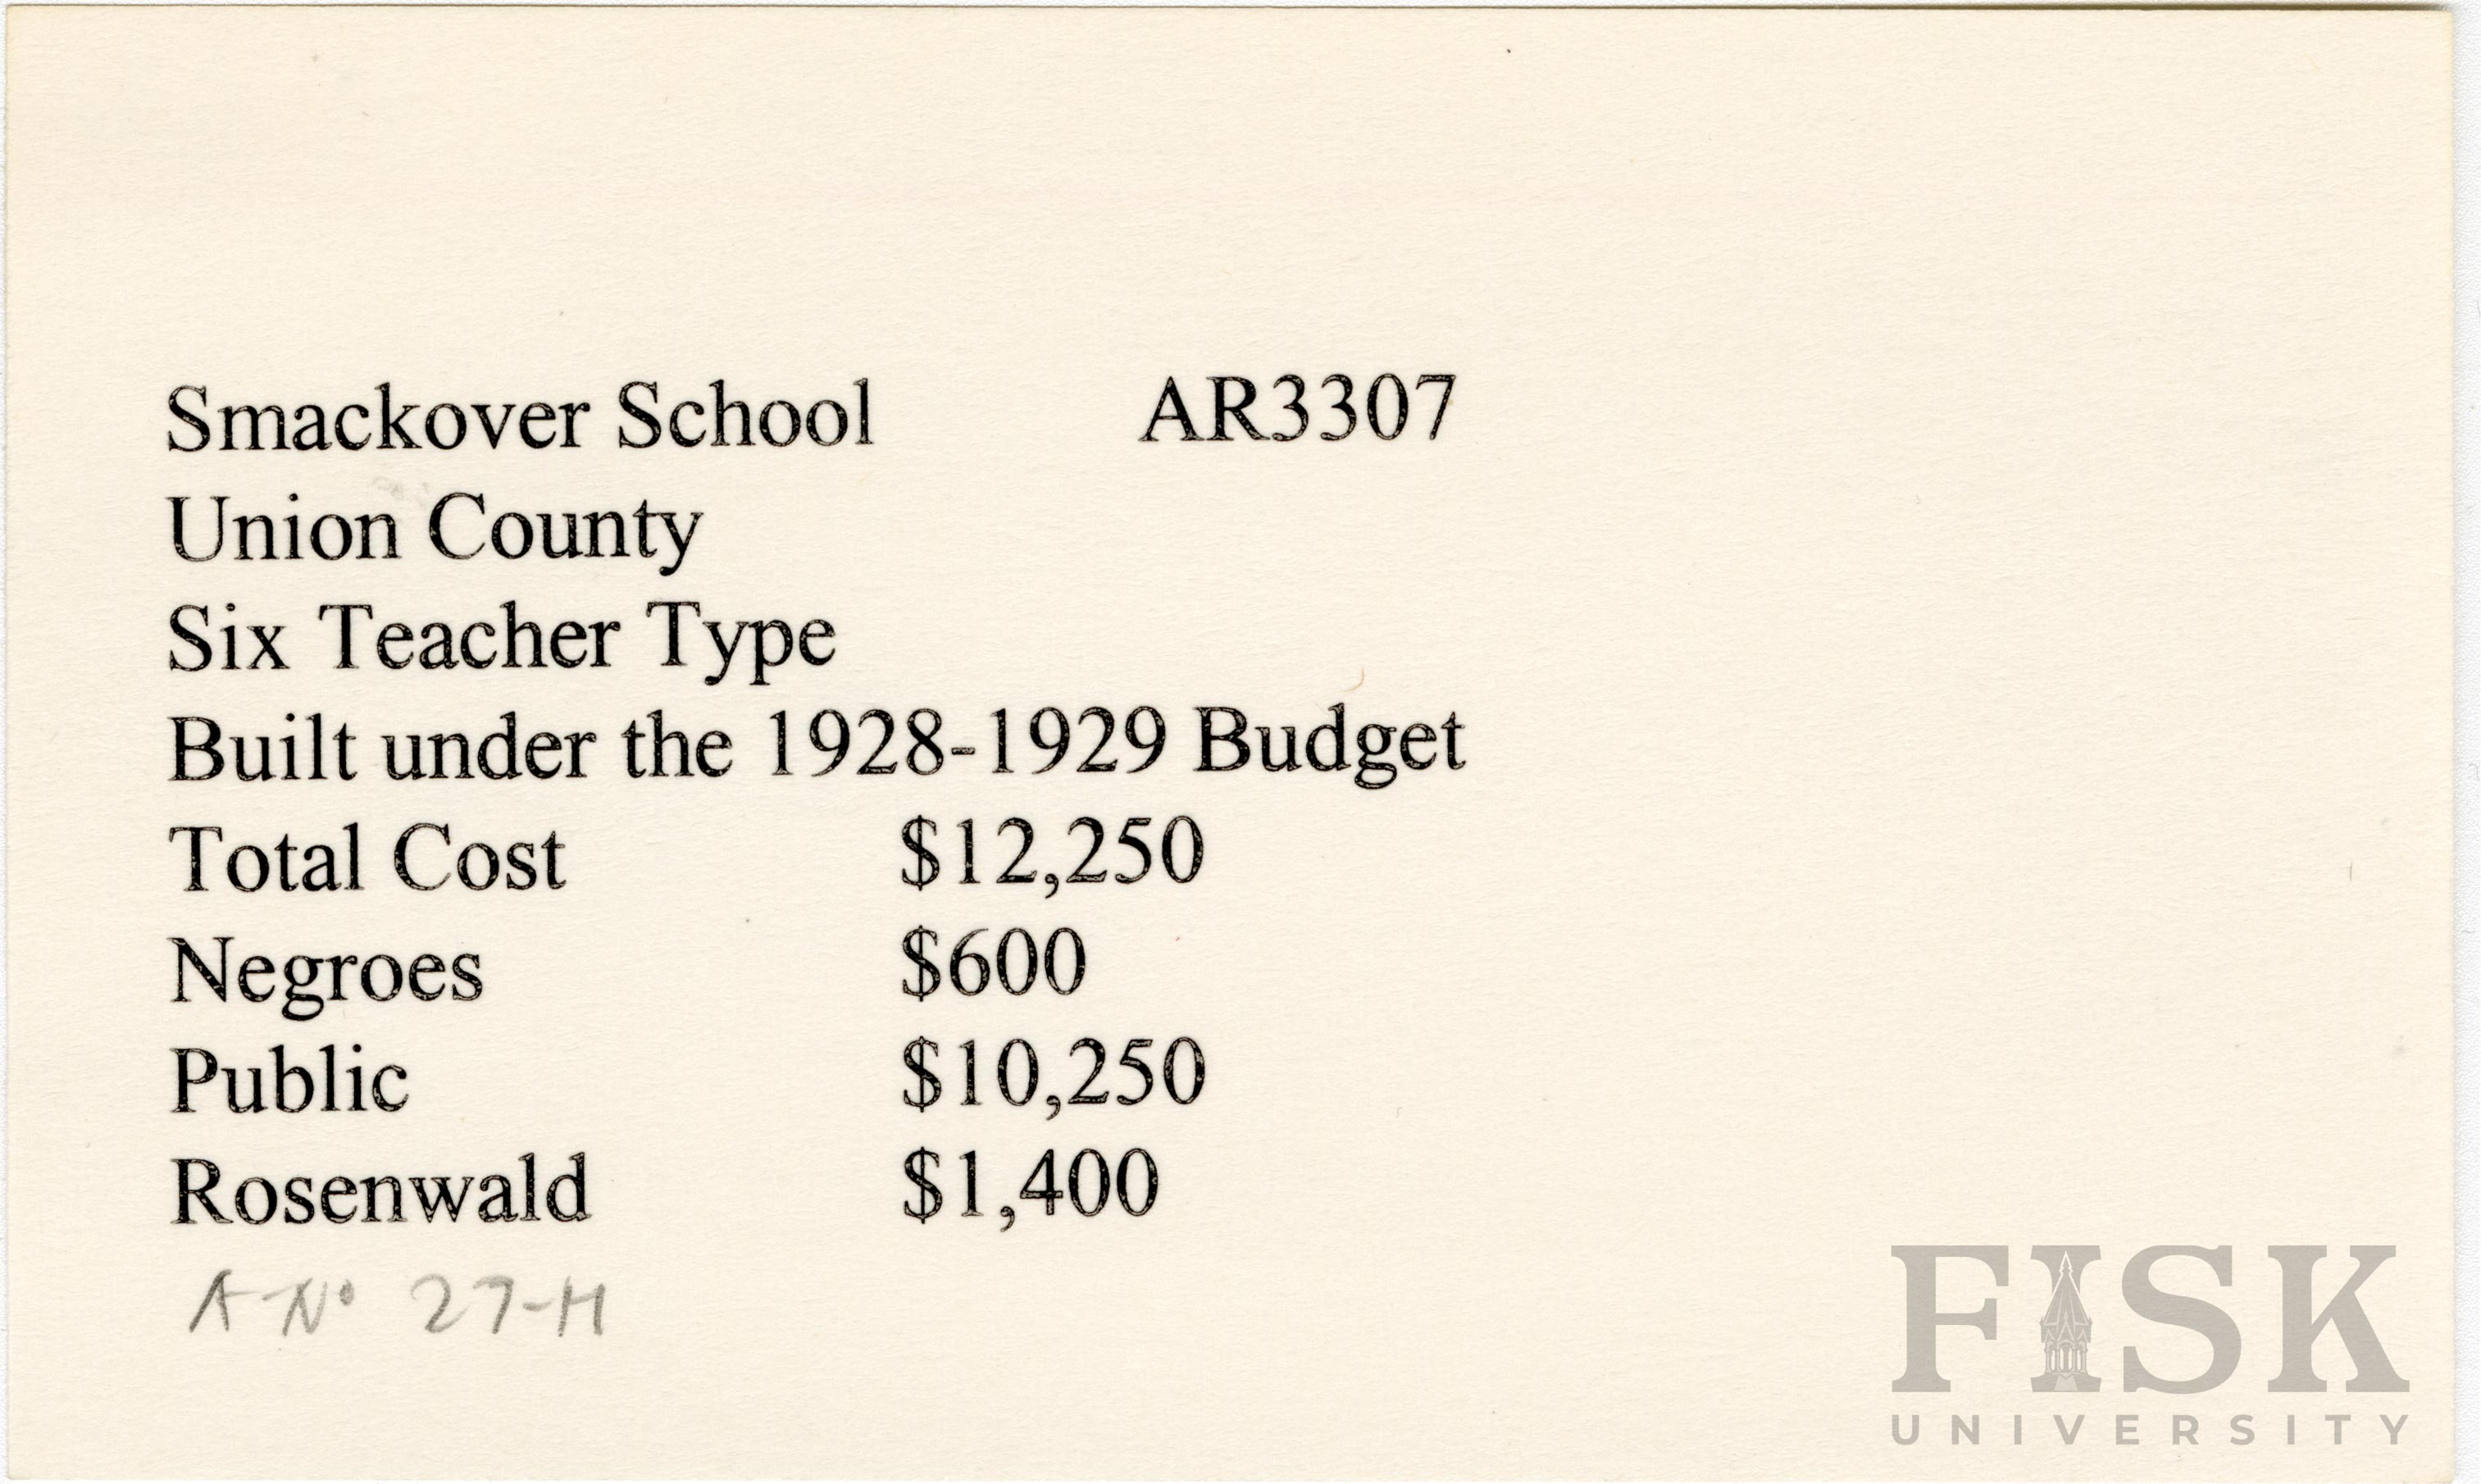 Smackover School AR3307
Union County
Six Teacher Type
Built under the 1928-1929 Budget
Total Cost $12,250
Negroes $600
Public $10,250
Rosenwald $1,400
A Nº 27-H
FISK
UNIVERSITY